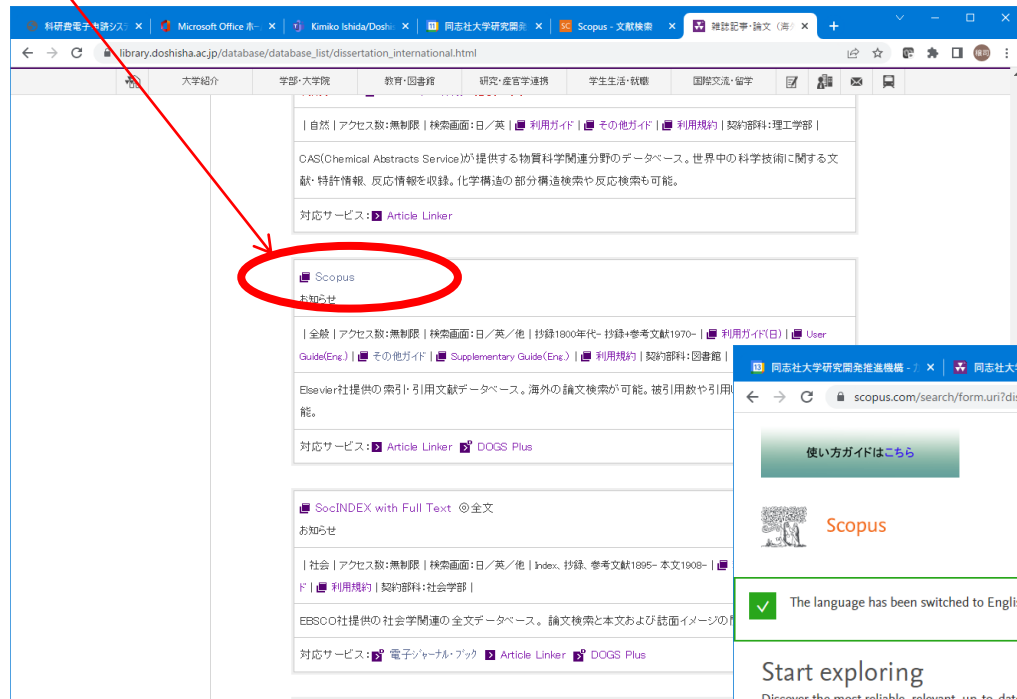 科研費電子申請シス
Microsoft Office ホー
Kimiko Ishida/Doshis
同志社大学研究開発
Scopus - 文献検索
雑誌記事・論文（海外
library.doshisha.ac.jp/database/database_list/dissertation_international.html
大学紹介 学部・大学院 教育・図書館 研究・産官学連携 学生生活・就職 国際交流・留学
| 自然 | アクセス数:無制限 | 検索画面:日／英 | 利用ガイド | その他ガイド | 利用規約 | 契約部科:理工学部 |
CAS(Chemical Abstracts Service)が提供する物質科学関連分野のデータベース。世界中の科学技術に関する文
献・特許情報、反応情報を収録。化学構造の部分構造検索や反応検索も可能。
対応サービス: Article Linker
Scopus
お知らせ
| 全般 | アクセス数:無制限 | 検索画面:日／英／他 | 抄録1800年代- 抄録+参考文献1970- | 利用ガイド(日) | User
Guide(Eng.) | その他ガイド | Supplementary Guide(Eng.) | 利用規約 | 契約部科:図書館 |
Elsevier社提供の索引・引用文献データベース。海外の論文検索が可能。被引用数や引用
能。
対応サービス: Article Linker DOGS Plus
SocINDEX with Full Text ◎全文
お知らせ
| 社会 | アクセス数:無制限 | 検索画面:日／英／他 | Index、抄録、参考文献1895- 本文1908- |
ド | 利用規約 | 契約部科:社会学部 |
EBSCO社提供の社会学関連の全文データベース。論文検索と本文および誌面イメージの
対応サービス: 電子ジャーナル・ブック Article Linker DOGS Plus
同志社大学研究開発推進機構 -
同志社大学
scopus.com/search/form.uri?dis
使い方ガイドはこちら
Scopus
The language has been switched to Engli
Start exploring
Discover the most reliable, relevant, up-to-dat